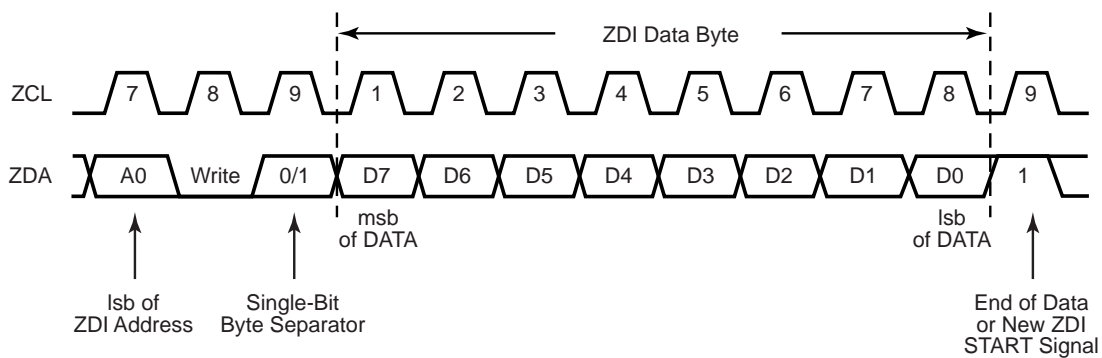 ZDI Data Byte
ZCL 7 8 9 1 2 3 4 5 6 7 8 9
ZDA A0 Write 0/1 D7 D6 D5 D4 D3 D2 D1 D0 1
msb
of DATA
lsb
of DATA
lsb of
ZDI Address
Single-Bit
Byte Separator
End of Data
or New ZDI
START Signal